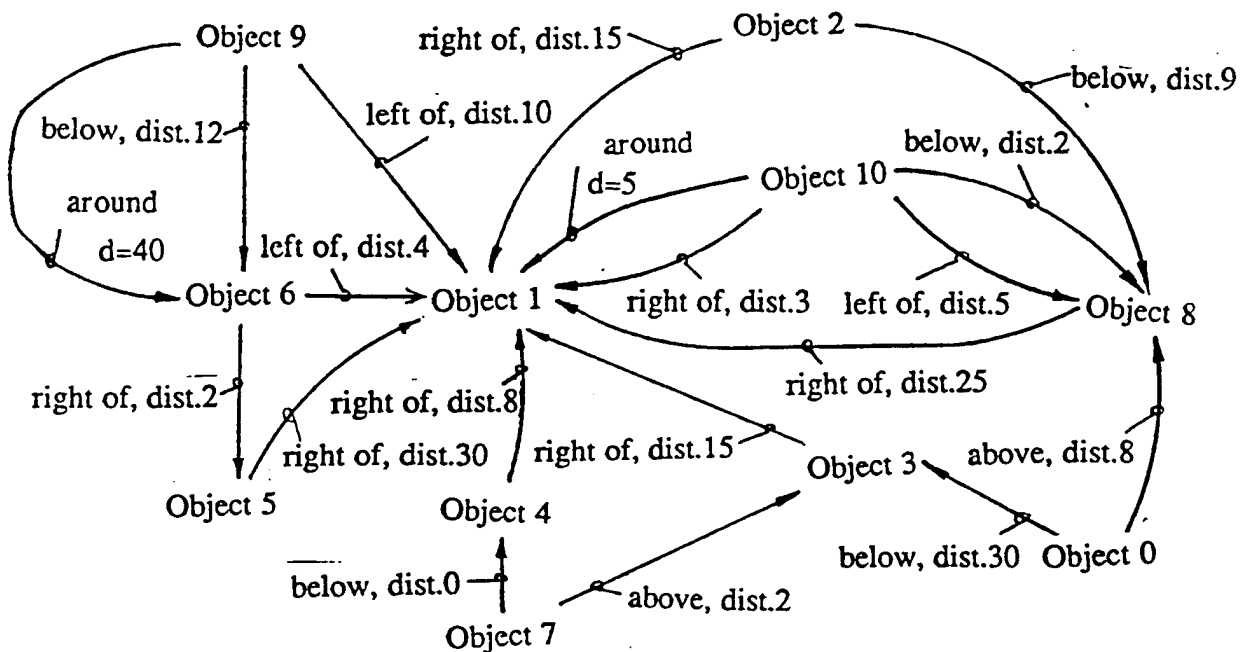 Object 9
right of, dist.15
Object 2
below, dist.9
below, dist.12
left of, dist.10
around
d=5
below, dist.2
Object 10
around
d=40
left of, dist.4
Object 6
Object 1
right of, dist.3
left of, dist.5
Object 8
right of, dist.2
right of, dist.8
right of, dist.25
right of, dist.30
right of, dist.15
Object 3
above, dist.8
Object 5
Object 4
below, dist.30
Object 0
below, dist.0
above, dist.2
Object 7